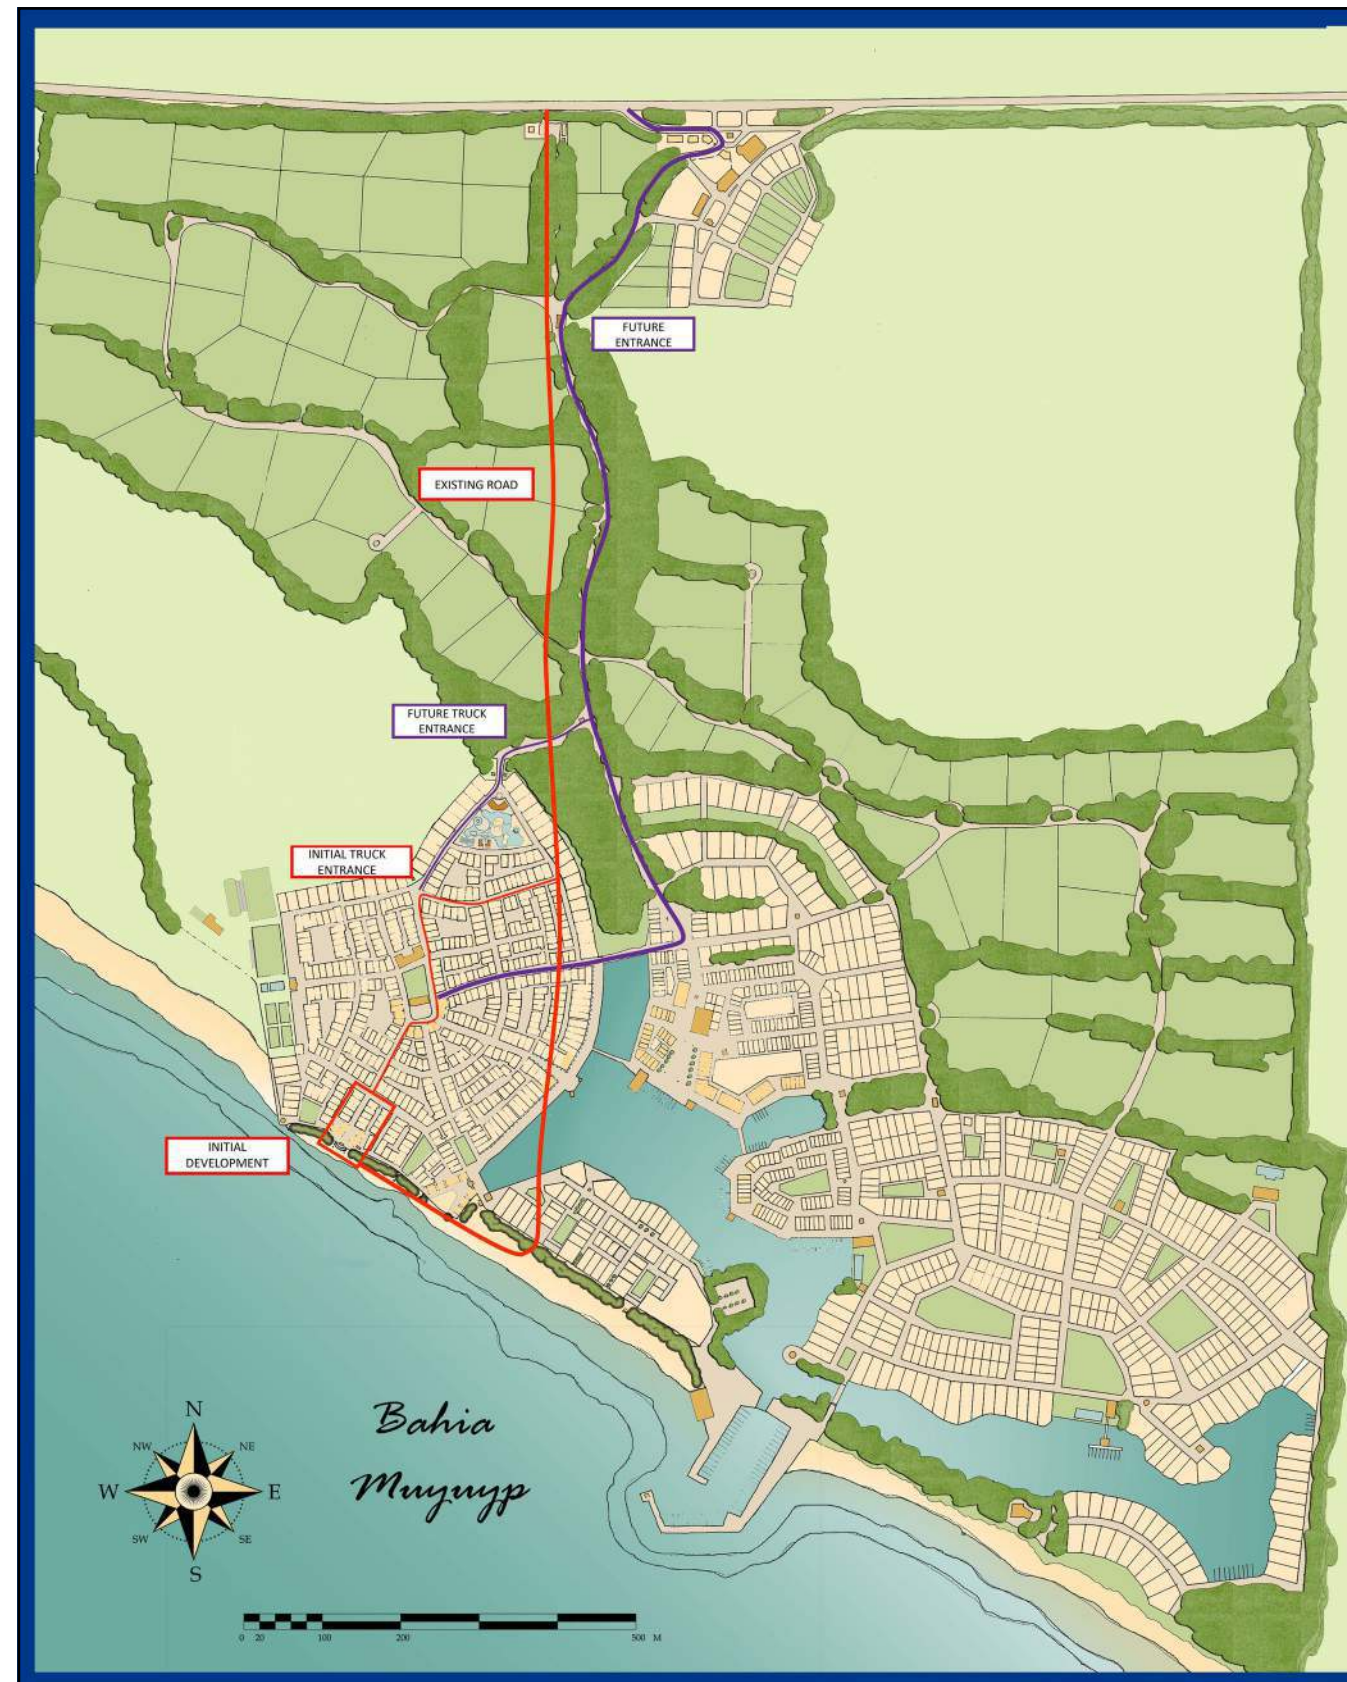 FUTURE
ENTRANCE
EXISTING ROAD
FUTURE TRUCK
ENTRANCE
INITIAL TRUCK
ENTRANCE
INITIAL
DEVELOPMENT
Bahia
Muyuyp
N
NW NE
W E
SW SE
S
0 20 100 200 500 M